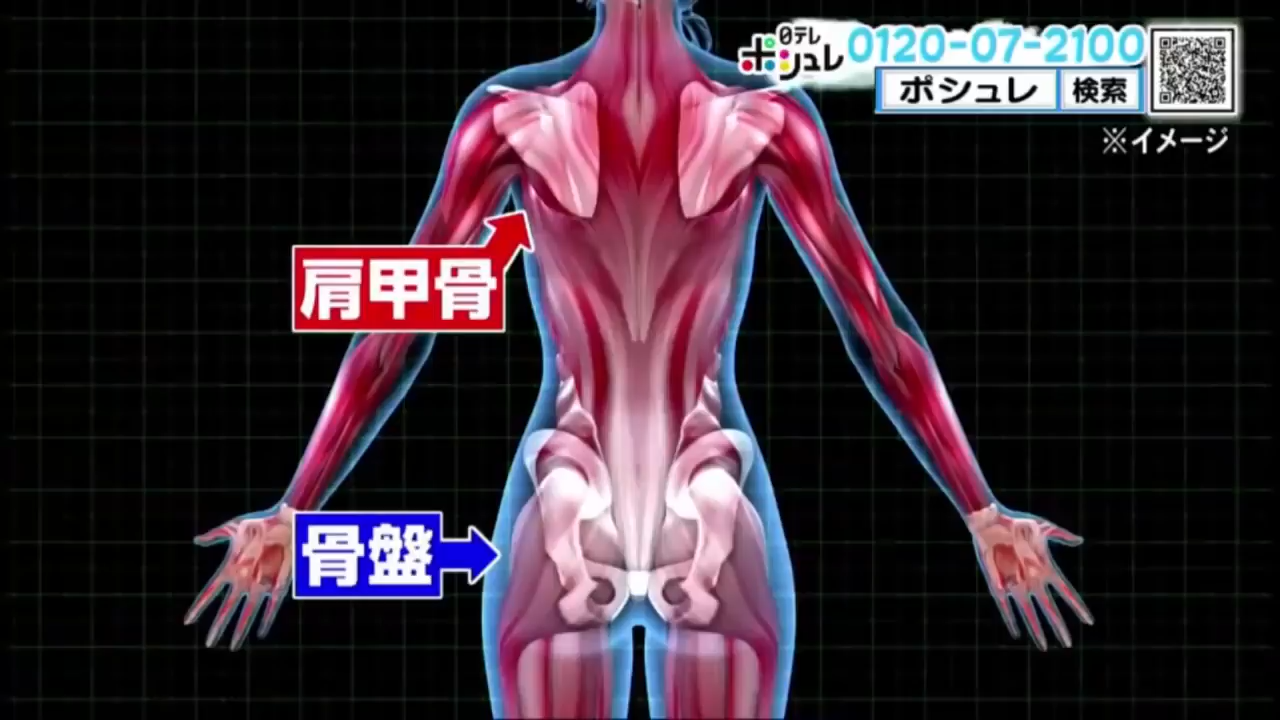 日テレ
ポシュレ
0120-07-2100
ポシュレ 検索
※イメージ
肩甲骨
骨盤